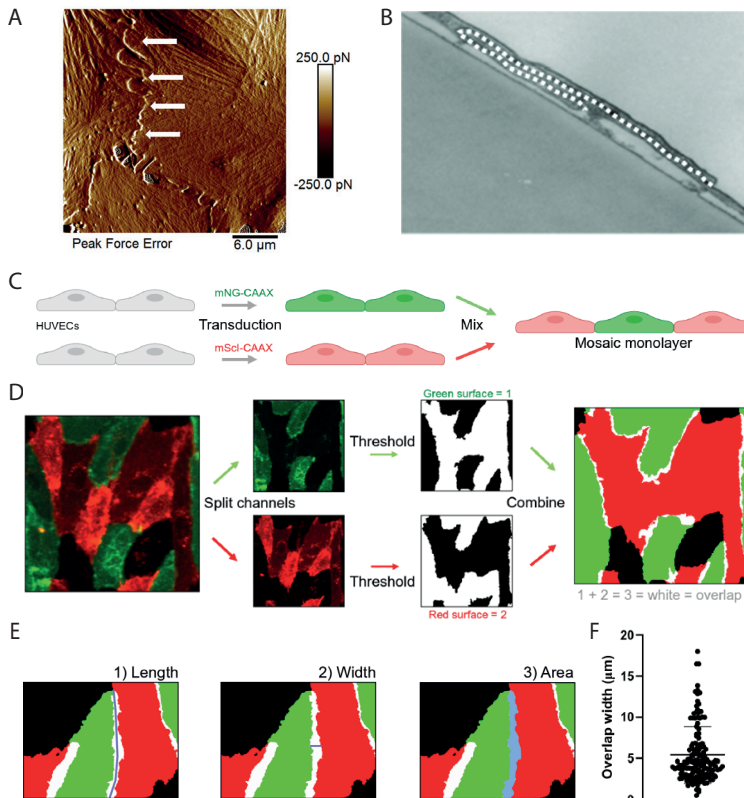 A
250.0 pN
-250.0 pN
Peak Force Error
6.0 µm
B
C
HUVECs
mNG-CAAX
Transduction
mScI-CAAX
Mix
Mosaic monolayer
D
Split channels
Green surface = 1
Threshold
Threshold
Red surface = 2
Combine
1 + 2 = 3 = white = overlap
E
1) Length
2) Width
3) Area
F
Overlap width (µm)
20
15
10
5
0